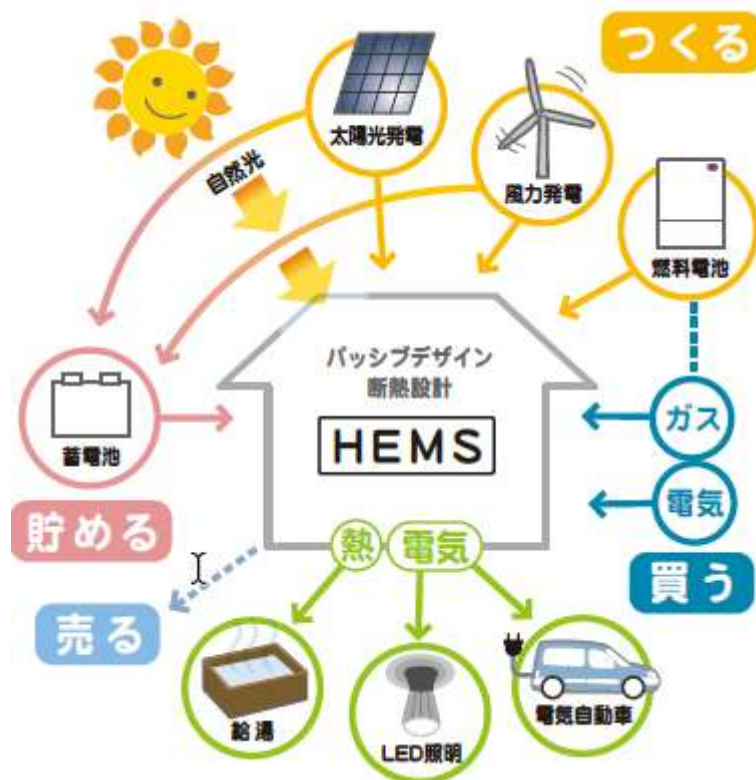 つくる
太陽光発電
自然光
風力発電
燃料電池
パッシブデザイン
断熱設計
HEMS
蓄電池
ガス
電気
貯める
買う
熱
電気
売る
給湯
LED照明
電気自動車